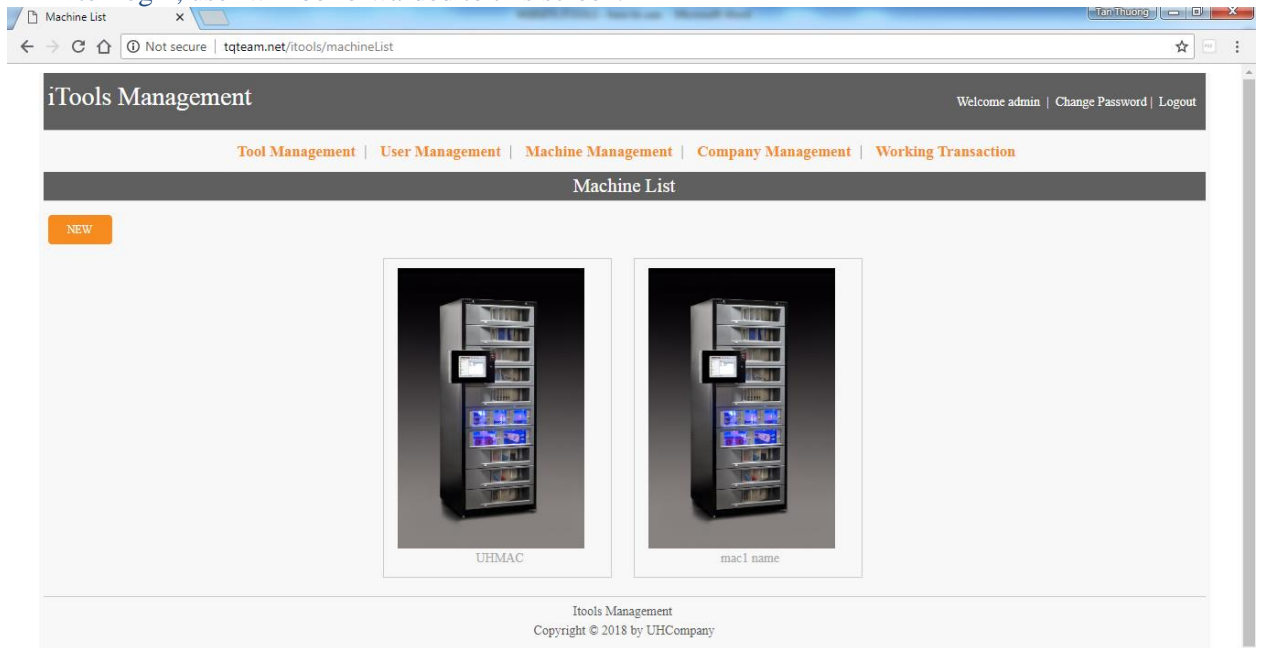 Tan Thuong
Machine List
Not secure | tqteam.net/itools/machineList
iTools Management
Welcome admin | Change Password | Logout
Tool Management | User Management | Machine Management | Company Management | Working Transaction
Machine List
NEW
UHMAC
mac1 name
Itools Management
Copyright © 2018 by UHCompany